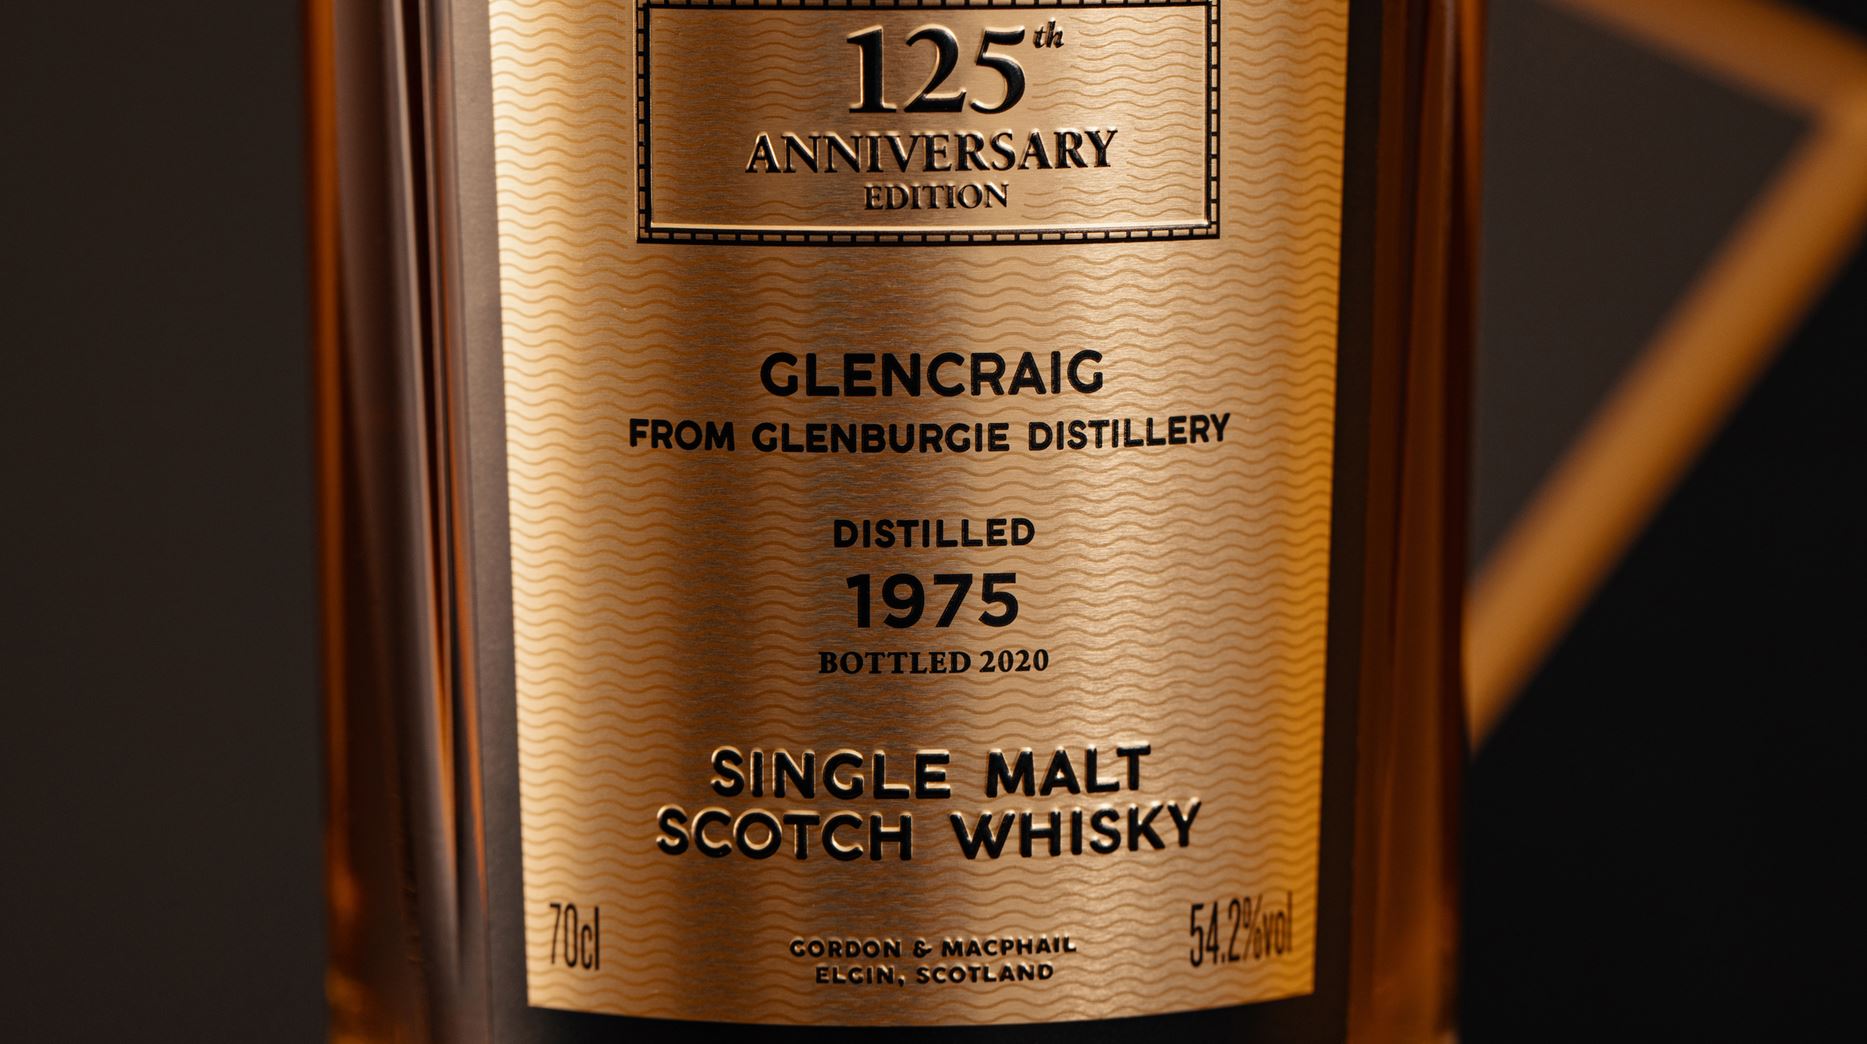 125th
ANNIVERSARY
EDITION
GLENCRAIG
FROM GLENBURGIE DISTILLERY
DISTILLED
1975
BOTTLED 2020
SINGLE MALT
SCOTCH WHISKY
70cl
GORDON & MACPHAIL
ELGIN, SCOTLAND
54.2%vol